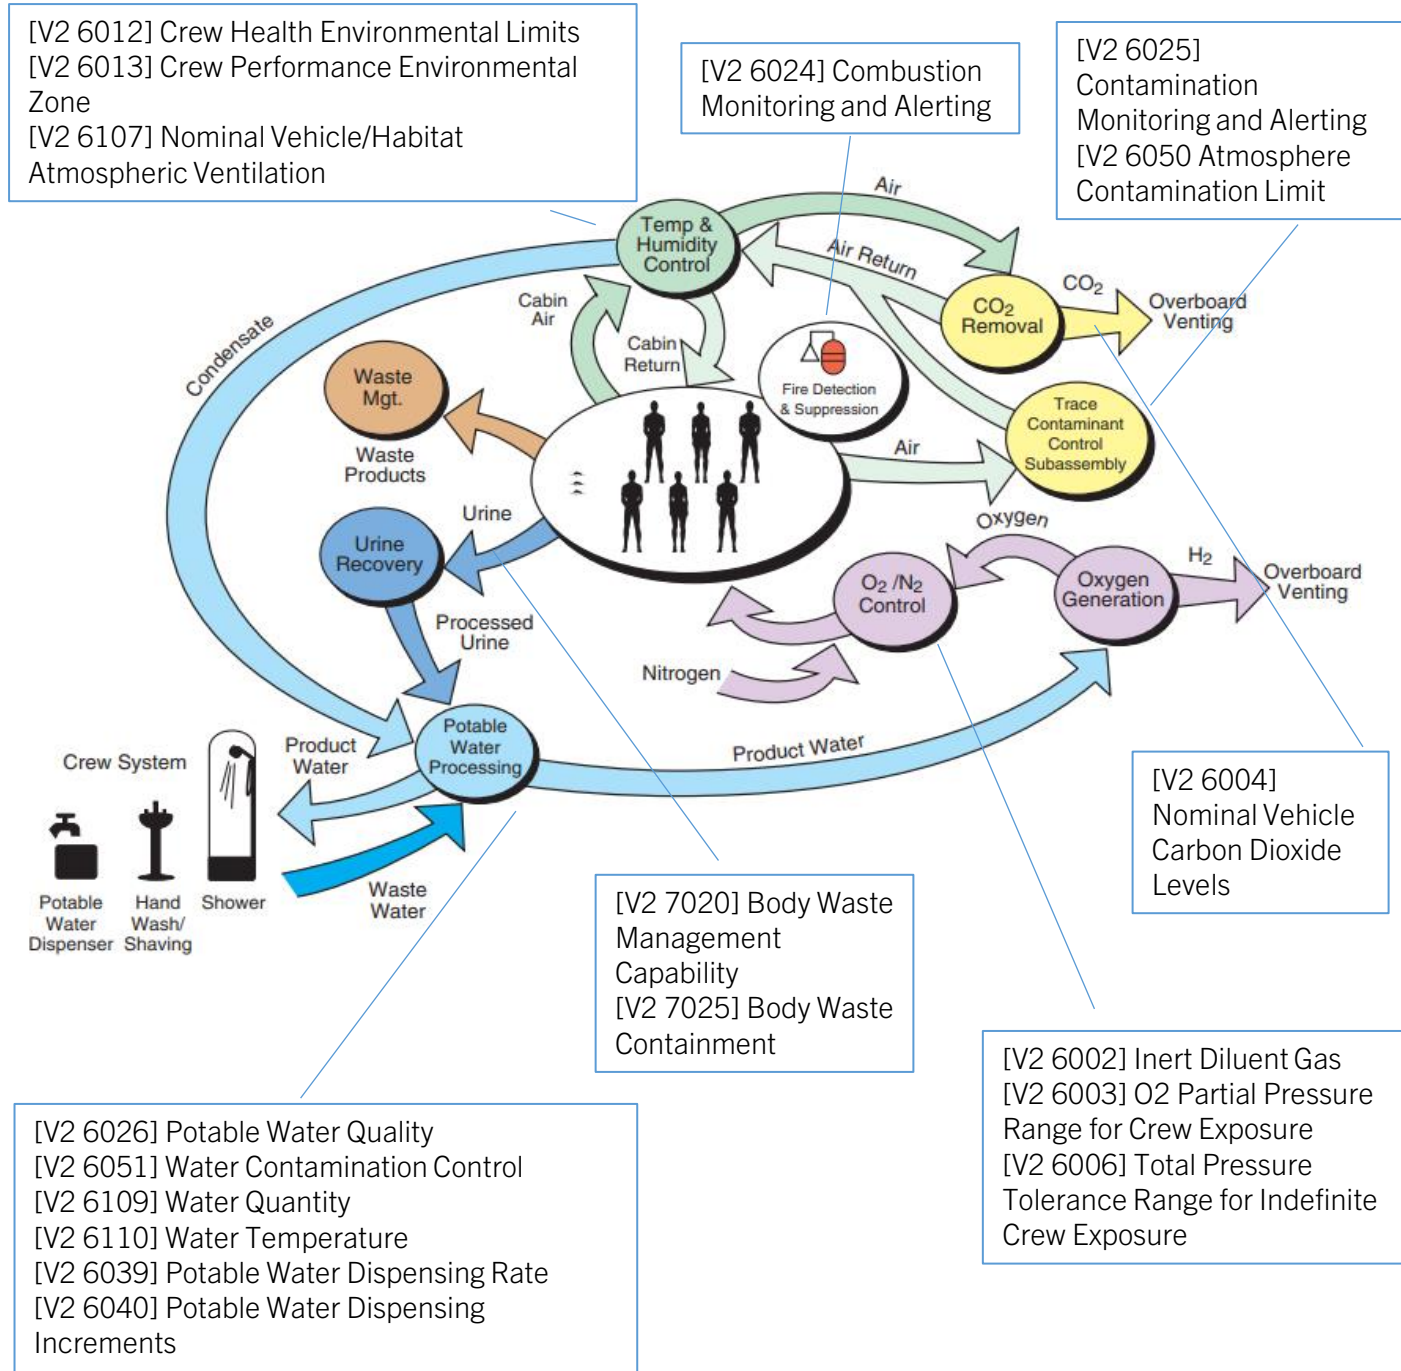 [V2 6012] Crew Health Environmental Limits
[V2 6013] Crew Performance Environmental
Zone
[V2 6107] Nominal Vehicle/Habitat
Atmospheric Ventilation
[V2 6024] Combustion
Monitoring and Alerting
[V2 6025]
Contamination
Monitoring and Alerting
[V2 6050 Atmosphere
Contamination Limit
Air
Temp &
Humidity
Control
Air Return
CO2
CO2
Removal
Overboard
Venting
Condensate
Cabin
Air
Cabin
Return
Waste
Mgt.
Waste
Products
Fire Detection
& Suppression
Trace
Contaminant
Control
Subassembly
Air
Urine
Urine
Recovery
Oxygen
O2 /N2
Control
Oxygen
Generation
H2
Overboard
Venting
Processed
Urine
Nitrogen
Potable
Water
Processing
Product Water
Crew System
Product
Water
Potable
Water
Dispenser
Hand
Wash/
Shaving
Shower
Waste
Water
[V2 6004]
Nominal Vehicle
Carbon Dioxide
Levels
[V2 7020] Body Waste
Management
Capability
[V2 7025] Body Waste
Containment
[V2 6002] Inert Diluent Gas
[V2 6003] O2 Partial Pressure
Range for Crew Exposure
[V2 6006] Total Pressure
Tolerance Range for Indefinite
Crew Exposure
[V2 6026] Potable Water Quality
[V2 6051] Water Contamination Control
[V2 6109] Water Quantity
[V2 6110] Water Temperature
[V2 6039] Potable Water Dispensing Rate
[V2 6040] Potable Water Dispensing
Increments